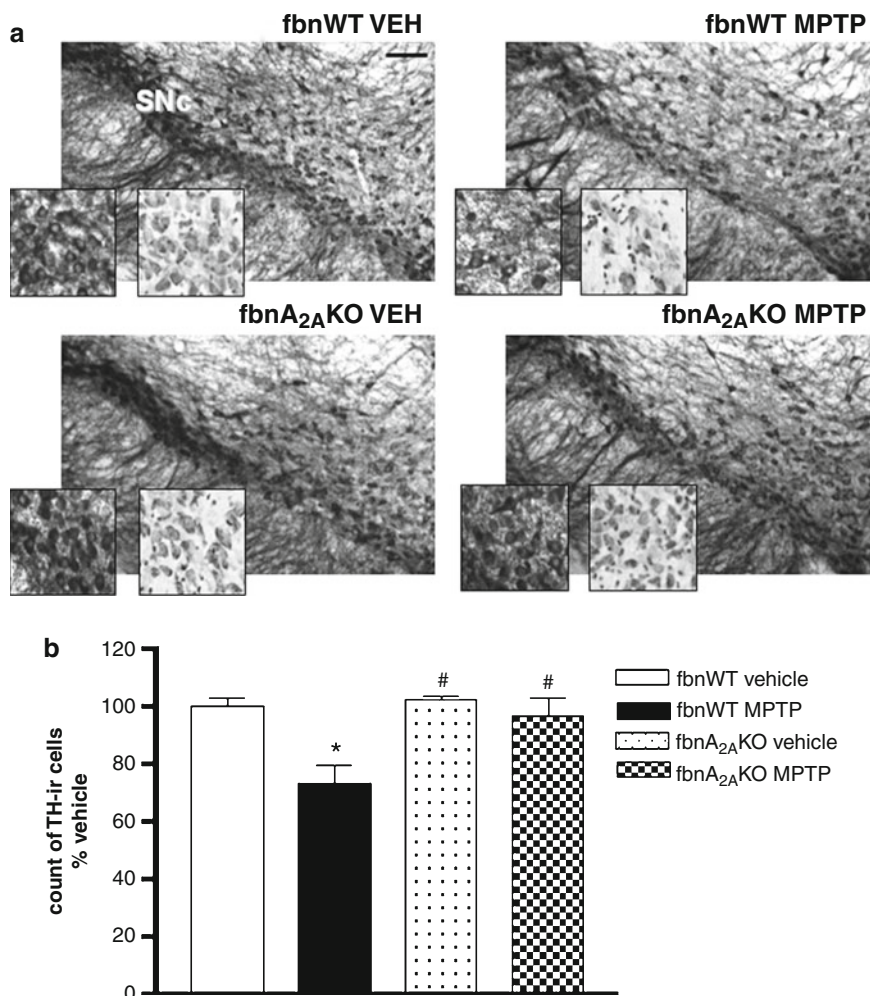 a
fbnWT VEH
fbnWT MPTP
SNc
fbnA2AKO VEH
fbnA2AKO MPTP
b
count of TH-ir cells
% vehicle
120
100
80
60
40
20
0
*
#
#
fbnWT vehicle
fbnWT MPTP
fbnA2AKO vehicle
fbnA2AKO MPTP